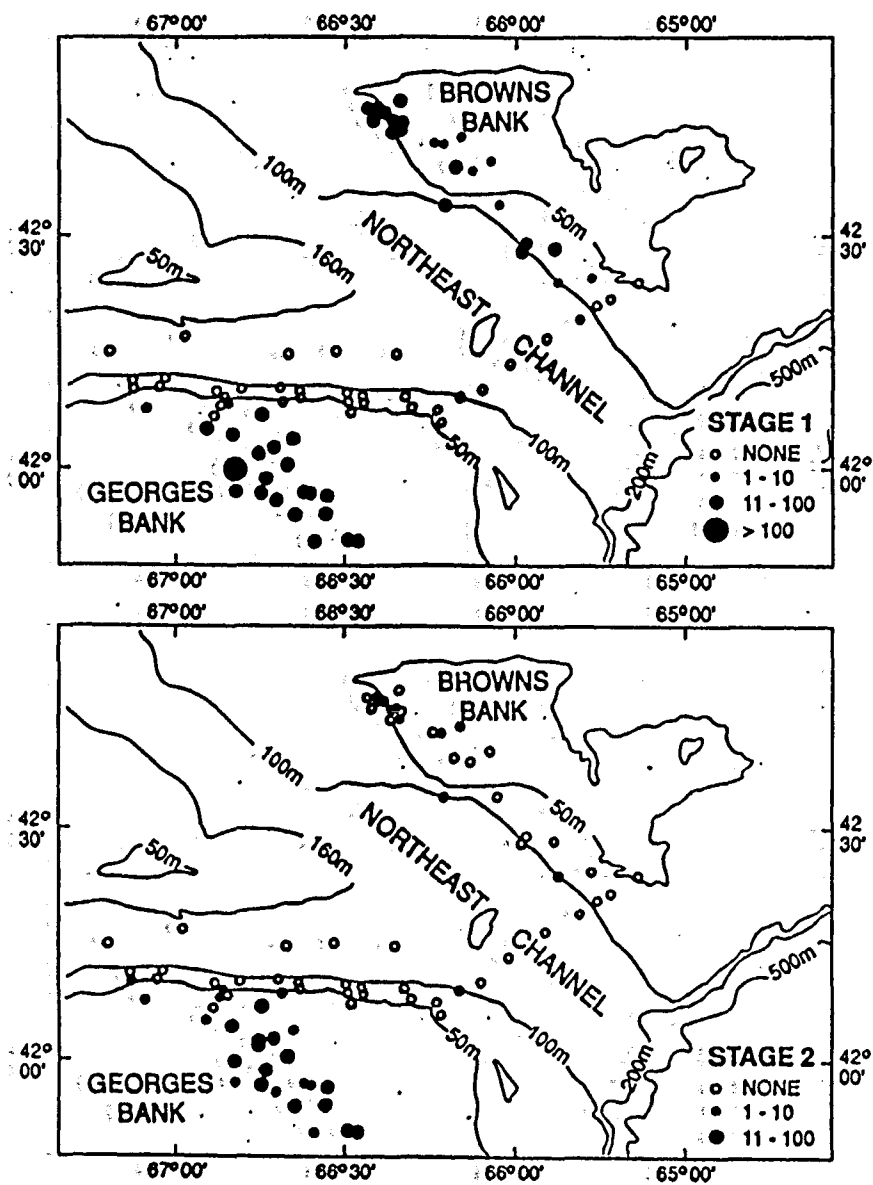 67°00' 66°30' 66°00' 65°00'
BROWNS
BANK
100m
50m
42°
30'
42
30'
NORTHEAST
CHANNEL
50m
160m
500m
50m
100m
200m
42°
00'
42°
00'
GEORGES
BANK
STAGE 1
NONE
1 - 10
11 - 100
> 100
67°00' 66°30' 66°00' 65°00'
67°00' 66°30' 66°00' 65°00'
BROWNS
BANK
100m
50m
42°
30'
42
30'
NORTHEAST
CHANNEL
50m
160m
500m
50m
100m
200m
42°
00'
42°
00'
GEORGES
BANK
STAGE 2
NONE
1 - 10
11 - 100
67°00' 66°30' 66°00' 65°00'